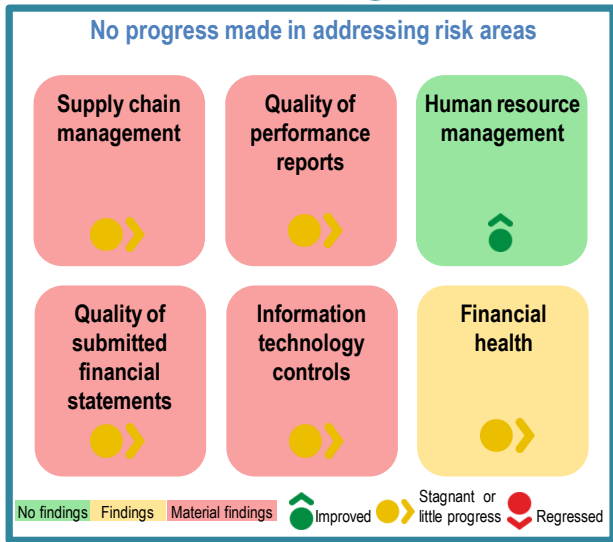 No progress made in addressing risk areas
Supply chain
management
Quality of
performance
reports
Human resource
management
Quality of
submitted
financial
statements
Information
technology
controls
Financial
health
No findings Findings Material findings Improved Stagnant or
little progress Regressed